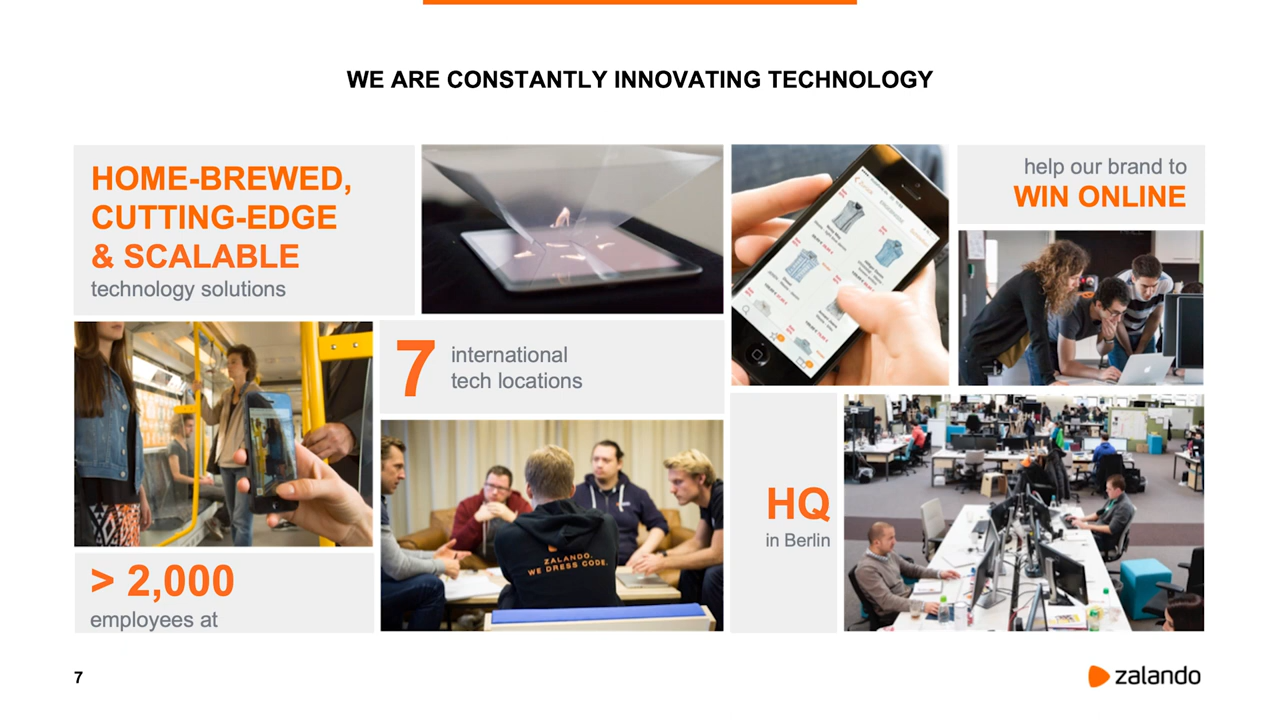 WE ARE CONSTANTLY INNOVATING TECHNOLOGY
HOME-BREWED,
CUTTING-EDGE
& SCALABLE
technology solutions
help our brand to
WIN ONLINE
7 international
tech locations
ZALANDO.
WE DRESS CODE.
HQ
in Berlin
> 2,000
employees at
7
zalando